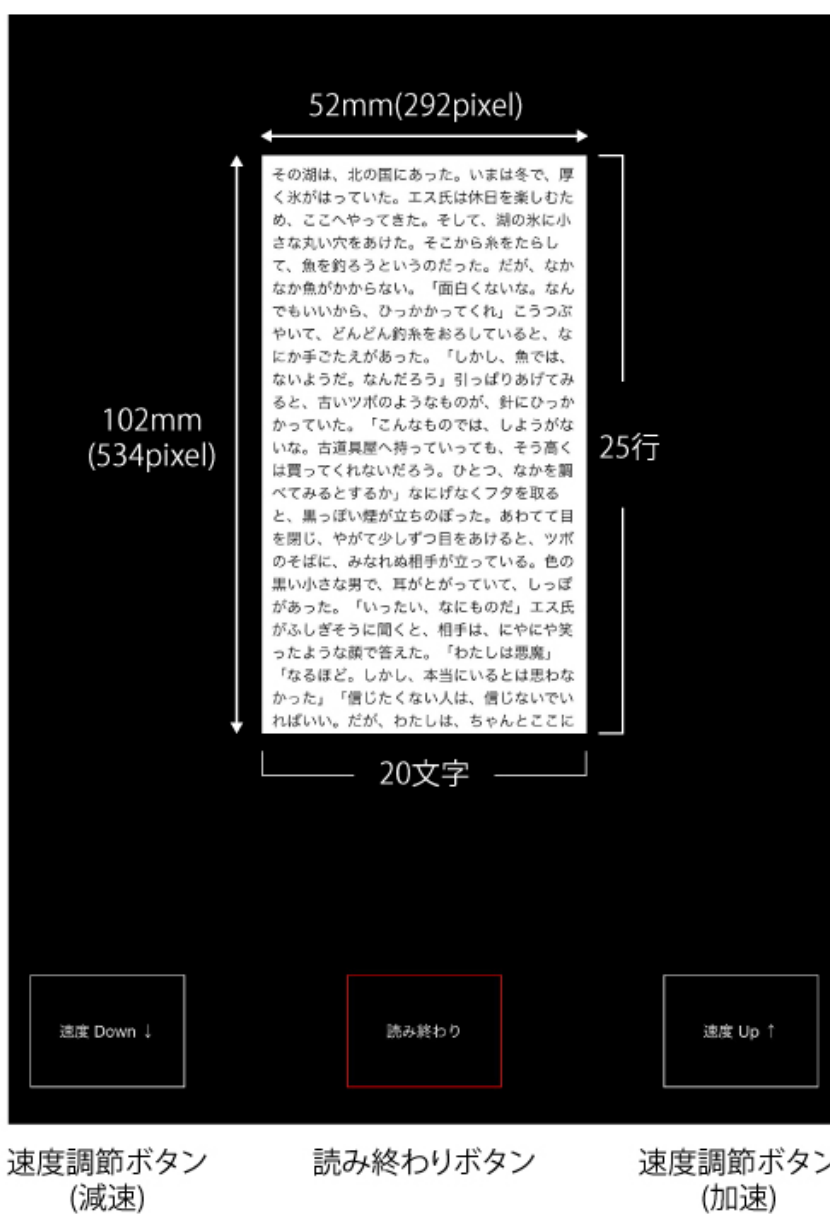 52mm(292pixel)
その湖は、北の国にあった。いまは冬で、厚
く氷がはっていた。エス氏は休日を楽しむた
め、ここへやってきた。そして、湖の氷に小
さな丸い穴をあけた。そこから糸をたらし
て、魚を釣ろうというのだった。だが、なか
なか魚がかからない。「面白くないな。なん
でもいいから、ひっかかってくれ」こうつぶ
やいて、どんどん釣糸をおろしていると、な
にか手ごたえがあった。「しかし、魚では、
ないようだ。なんだろう」引っぱりあげてみ
ると、古いツボのようなものが、針にひっか
かっていた。「こんなものでは、しようがな
いな。古道具屋へ持っていっても、そう高く
は買ってくれないだろう。ひとつ、なかを調
べてみるとするか」なにげなくフタを取る
と、黒っぽい煙が立ちのぼった。あわてて目
を閉じ、やがて少しずつ目をあけると、ツボ
のそばに、みなれぬ相手が立っている。色の
黒い小さな男で、耳がとがっていて、しっぽ
があった。「いったい、なにものだ」エス氏
がふしぎそうに聞くと、相手は、にやにや笑
ったような顔で答えた。「わたしは悪魔」
「なるほど。しかし、本当にいるとは思わな
かった」「信じたくない人は、信じないでい
ればいい。だが、わたしは、ちゃんとここに
102mm
(534pixel)
25行
20文字
速度 Down ↓
読み終わり
速度 Up ↑
速度調節ボタン
(減速)
読み終わりボタン
速度調節ボタン
(加速)